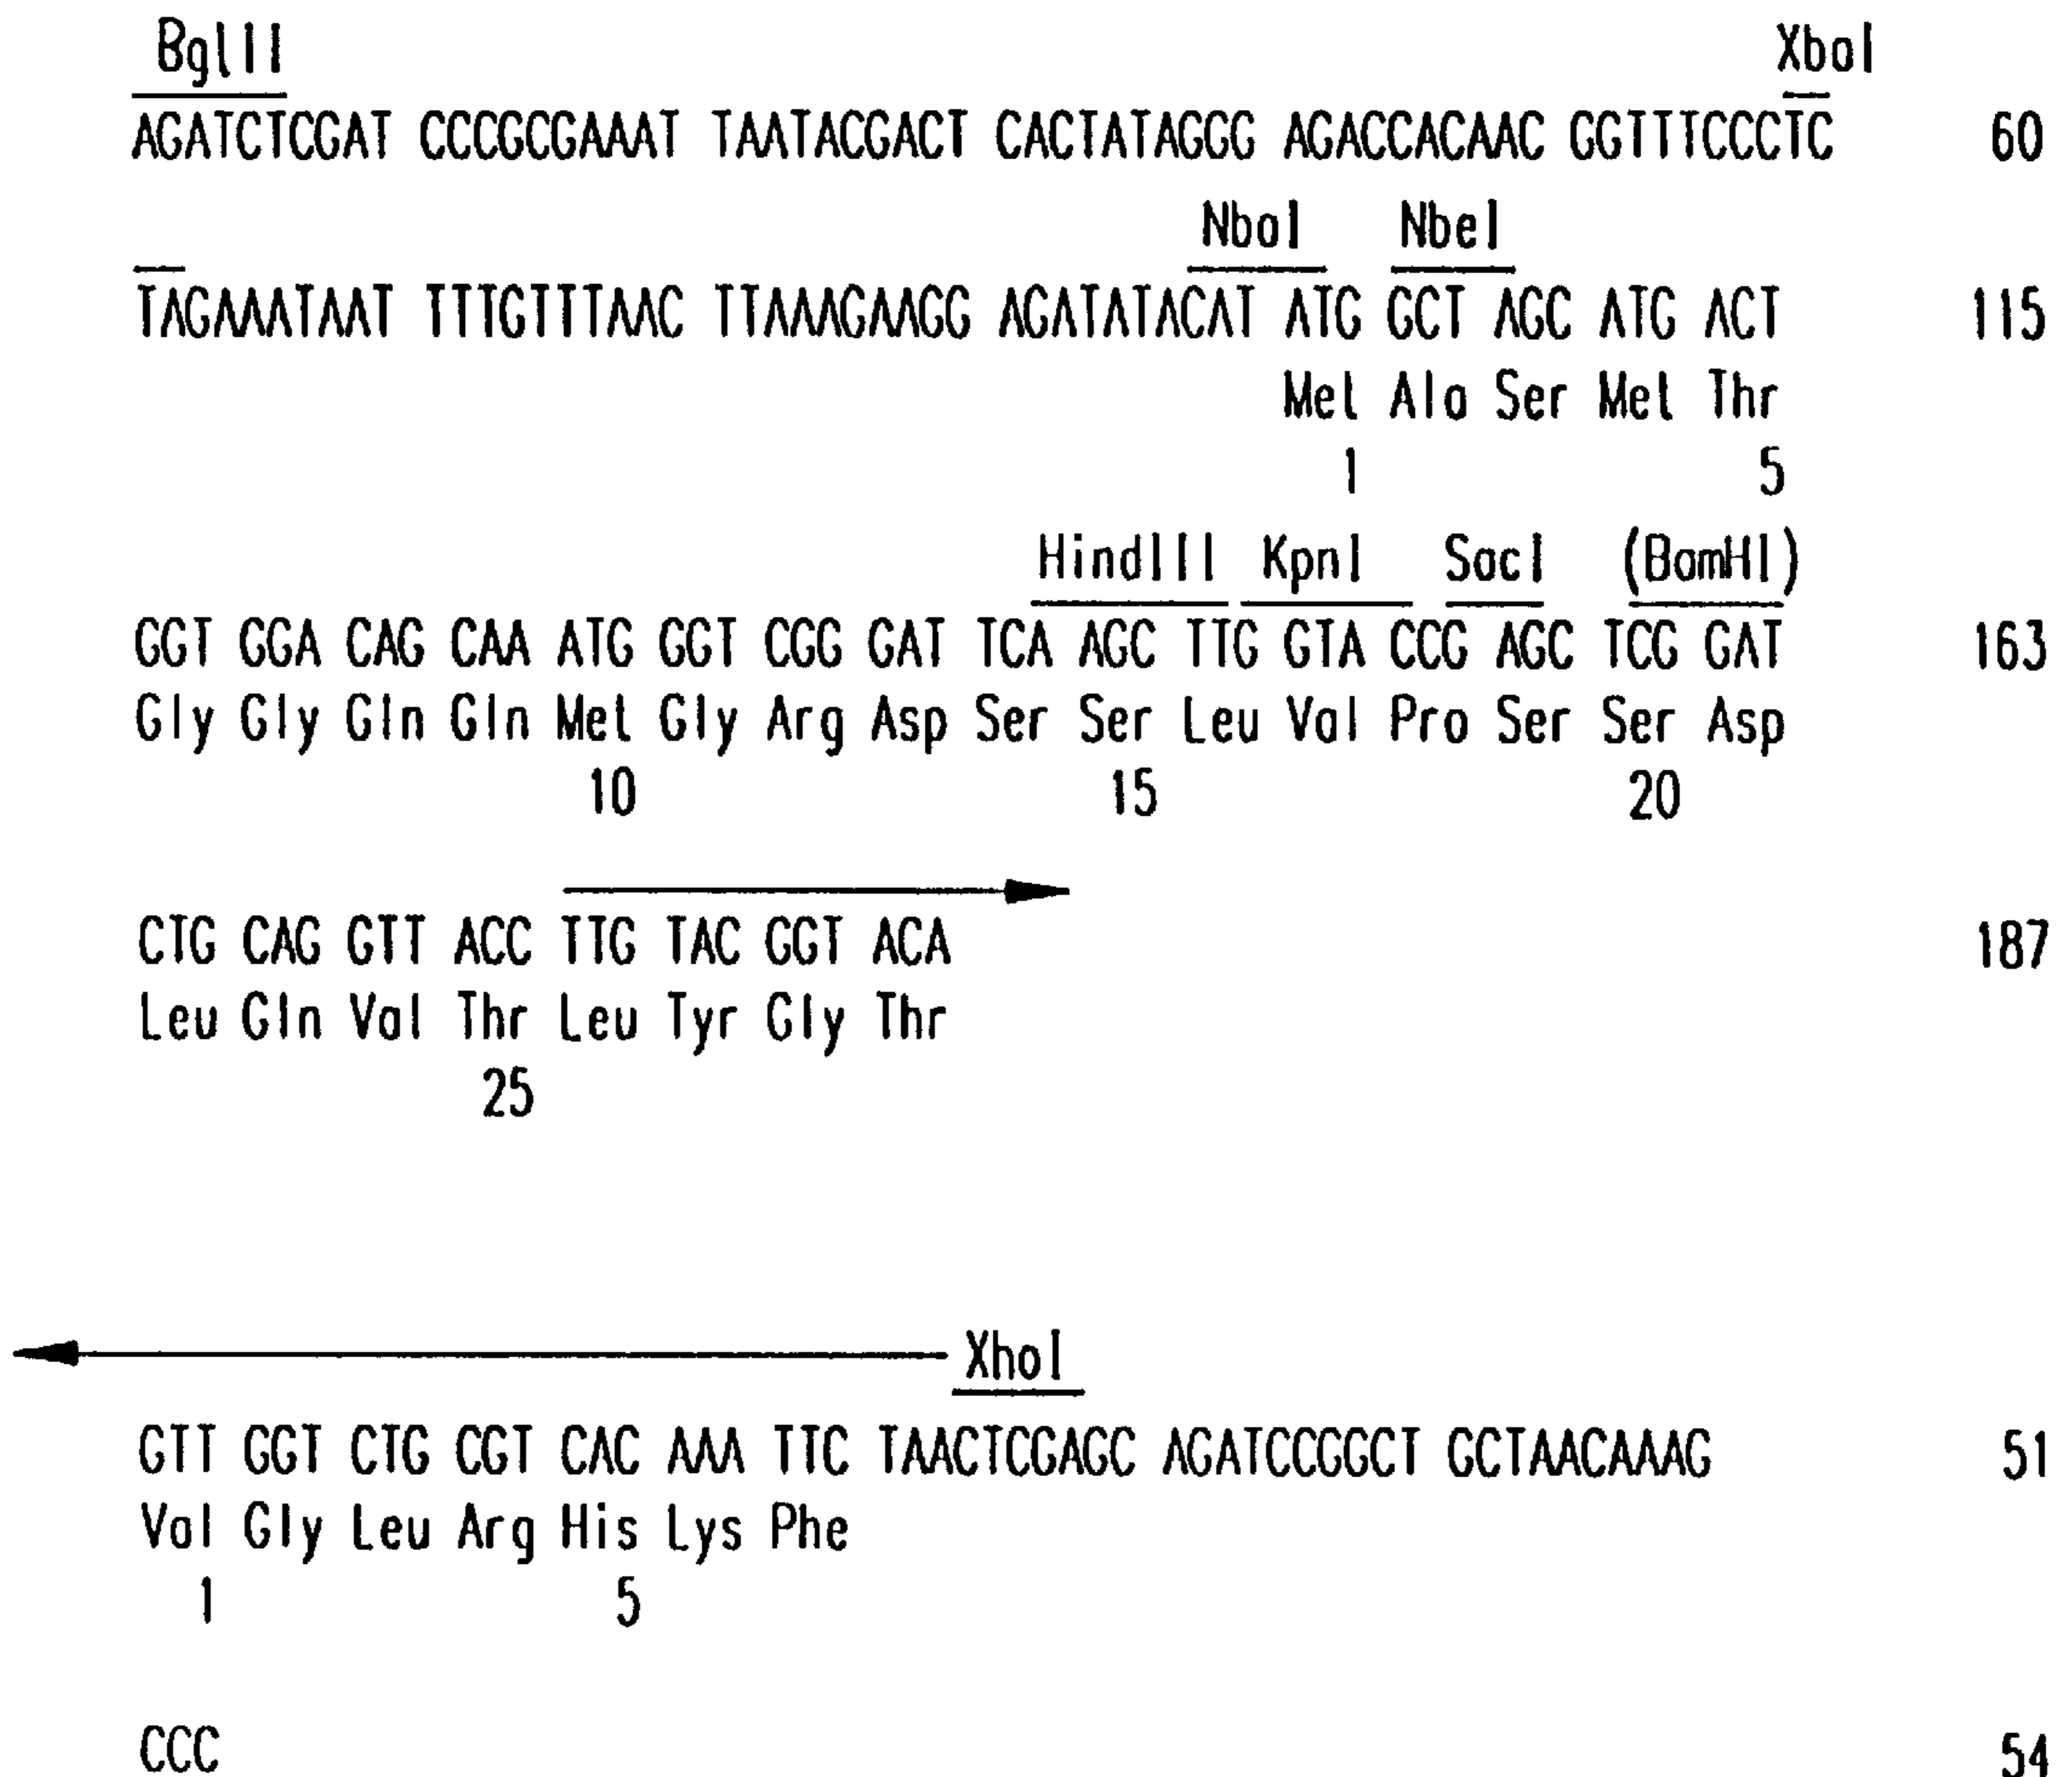 BglII XbaI
AGATCTCGAT CCCGCGAAAT TAATACGACT CACTATAGGG AGACCACAAC GGTTTCCCTC 60
NboI NbeI
TAGAAATAAT TTTGTTTAAC TTAAAGAAGG AGATATACAT ATG GCT AGC ATG ACT 115
Met Ala Ser Met Thr
1 5
HindIII KpnI SacI (BamHI)
GGT GGA CAG CAA ATG GGT CGG GAT TCA AGC TTG GTA CCG AGC TCG GAT 163
Gly Gly Gln Gln Met Gly Arg Asp Ser Ser Leu Val Pro Ser Ser Asp
10 15 20
CTG CAG GTT ACC TTG TAC GGT ACA 187
Leu Gln Val Thr Leu Tyr Gly Thr
25
XhoI
GTT GGT CTG CGT CAC AAA TTC TAACTCGAGC AGATCCGGCT GCTAACAAAG 51
Val Gly Leu Arg His Lys Phe
1 5
CCC 54